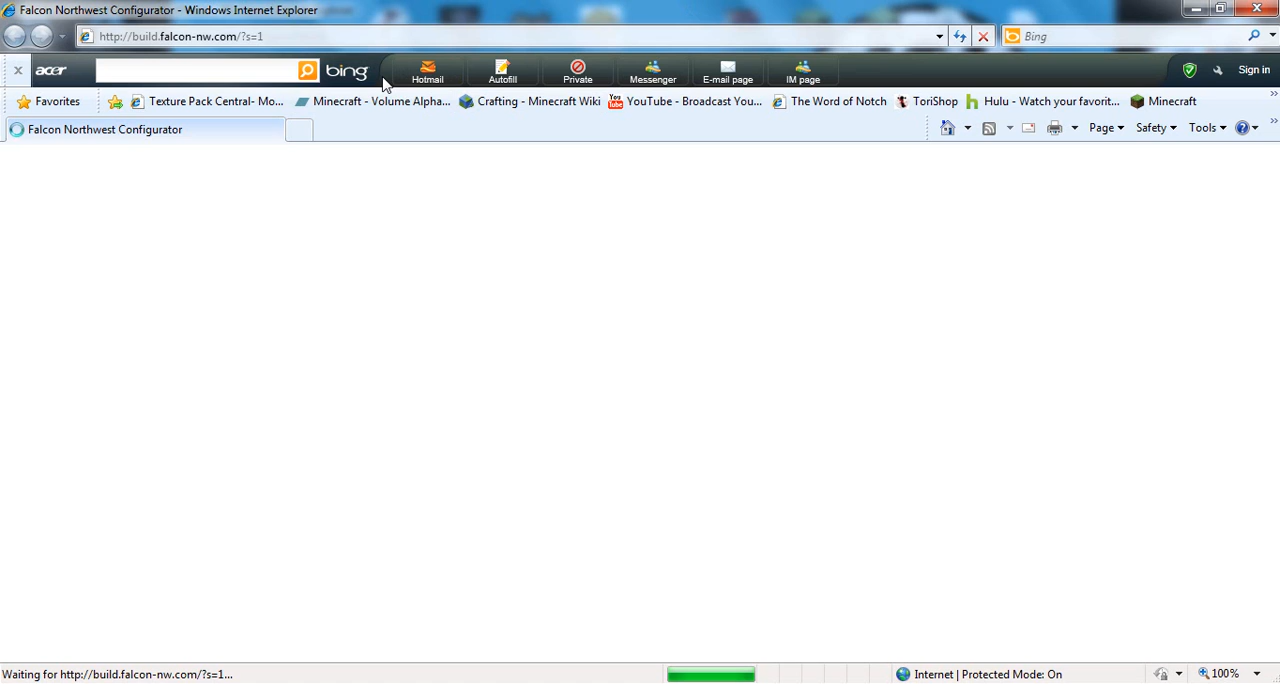 Falcon Northwest Configurator - Windows Internet Explorer
http://build.falcon-nw.com/?s=1
Bing
x acer bing Hotmail Autofill Private Messenger E-mail page IM page Sign in
Favorites Texture Pack Central- Mo... Minecraft - Volume Alpha... Crafting - Minecraft Wiki YouTube - Broadcast You... The Word of Notch ToriShop Hulu - Watch your favorit... Minecraft
Falcon Northwest Configurator Page Safety Tools
Waiting for http://build.falcon-nw.com/?s=1... Internet | Protected Mode: On 100%